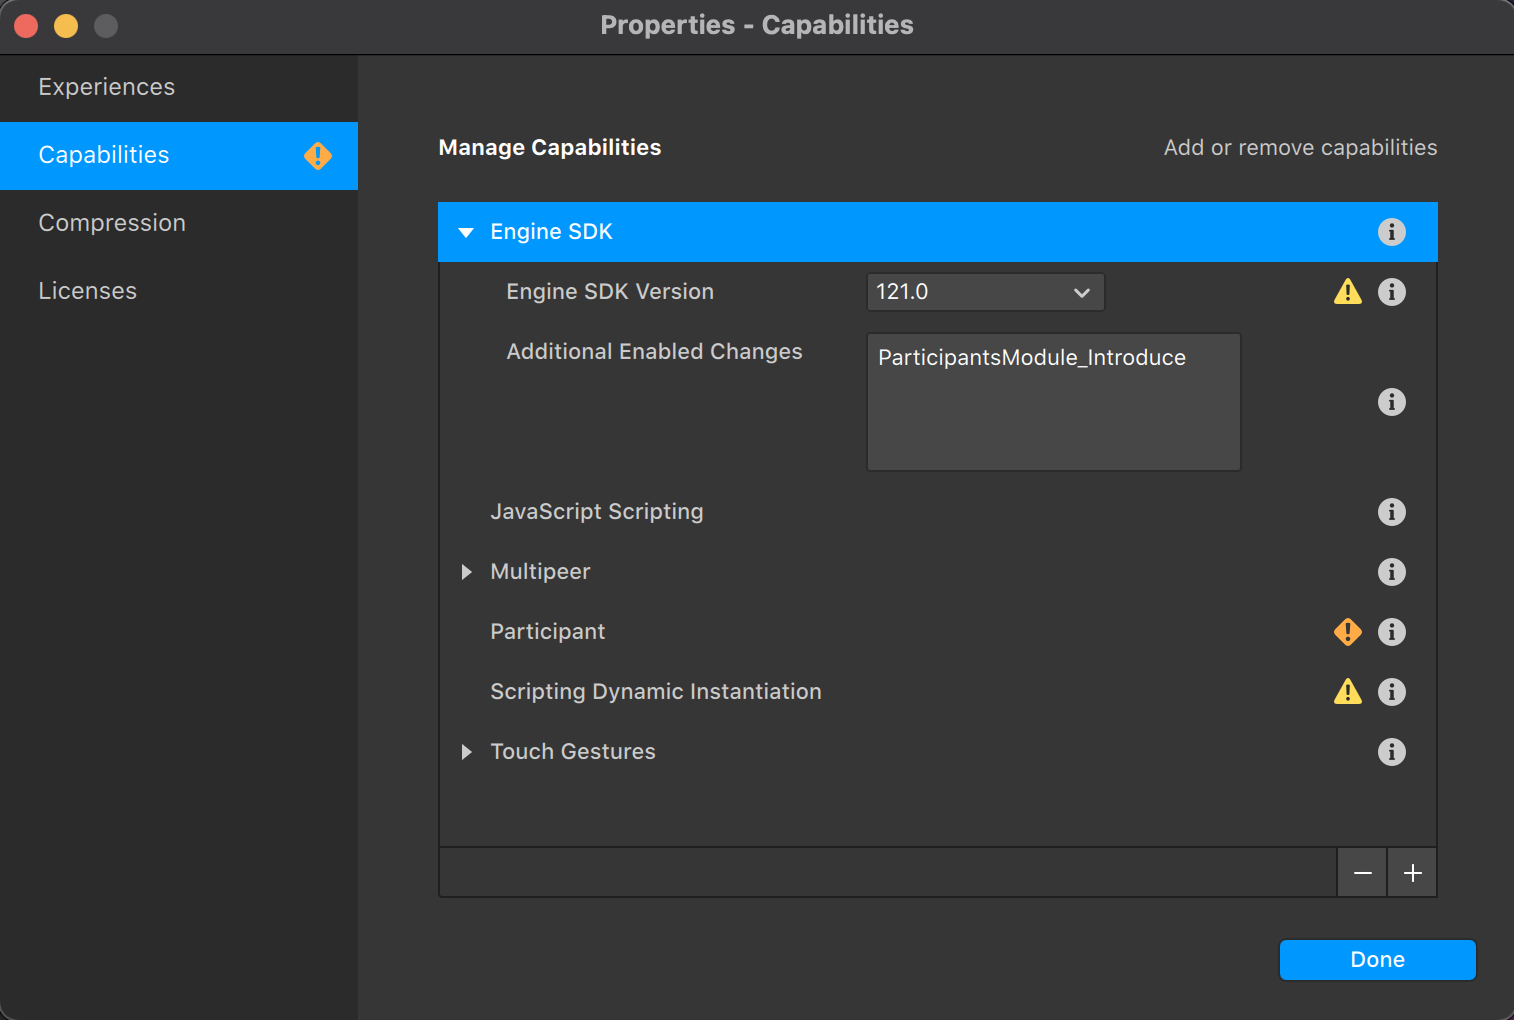 Properties - Capabilities
Experiences
Capabilities
Compression
Licenses
Manage Capabilities
Add or remove capabilities
Engine SDK
Engine SDK Version
121.0
Additional Enabled Changes
ParticipantsModule_Introduce
JavaScript Scripting
Multipeer
Participant
Scripting Dynamic Instantiation
Touch Gestures
Done